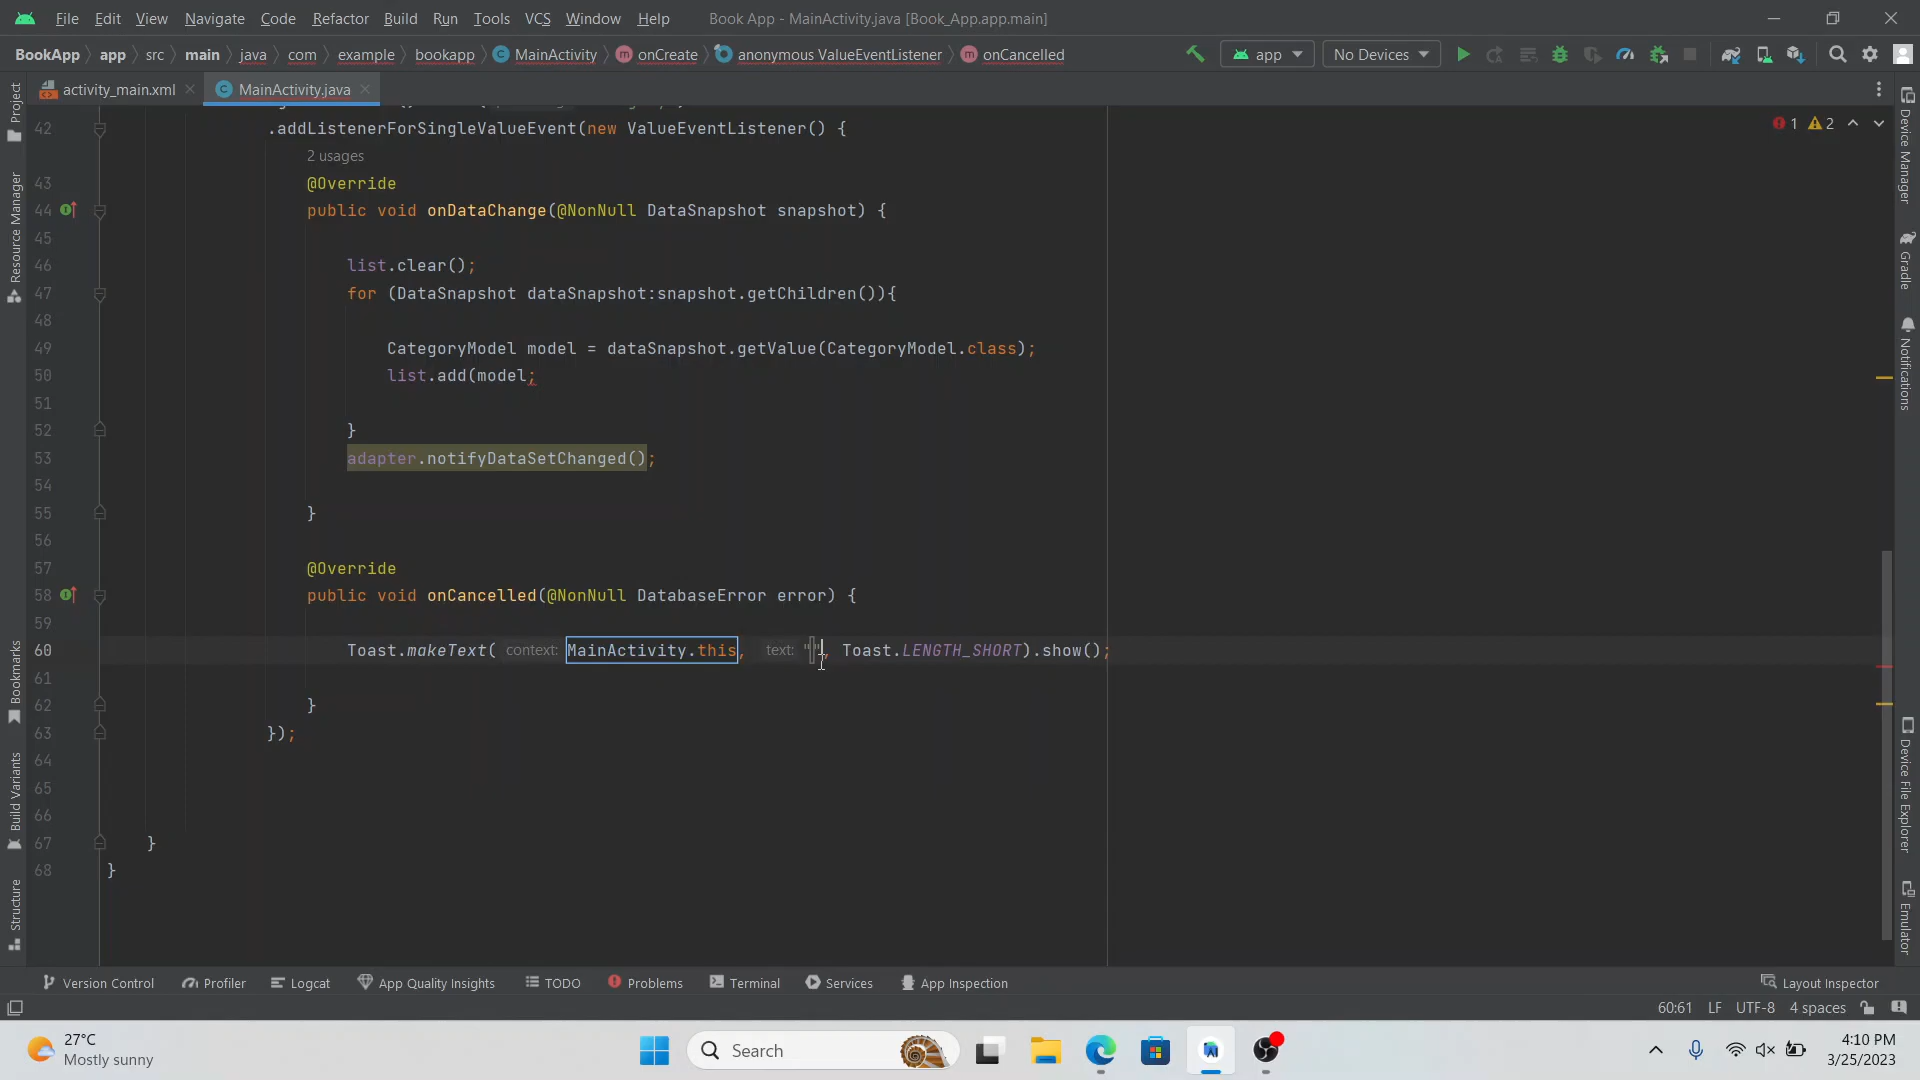 File Edit View Navigate Code Refactor Build Run Tools VCS Window Help Book App - MainActivity.java [Book_App.app.main]
BookApp app src main java com example bookapp MainActivity onCreate anonymous ValueEventListener onCancelled app No Devices
activity_main.xml MainActivity.java
42 .addListenerForSingleValueEvent(new ValueEventListener() { 1 2
2 usages
43 @Override
44 public void onDataChange(@NonNull DataSnapshot snapshot) {
45
46 list.clear();
47 for (DataSnapshot dataSnapshot:snapshot.getChildren()){
48
49 CategoryModel model = dataSnapshot.getValue(CategoryModel.class);
50 list.add(model;
51
52 }
53 adapter.notifyDataSetChanged();
54
55 }
56
57 @Override
58 public void onCancelled(@NonNull DatabaseError error) {
59
60 Toast.makeText( context: MainActivity.this, text: "", Toast.LENGTH_SHORT).show();
61
62 }
63 });
64
65
66
67 }
68 }
Project
Resource Manager
Bookmarks
Build Variants
Structure
Device Manager
Gradle
Notifications
Device File Explorer
Emulator
Version Control Profiler Logcat App Quality Insights TODO Problems Terminal Services App Inspection Layout Inspector
60:61 LF UTF-8 4 spaces
27°C
Mostly sunny
Search
4:10 PM
3/25/2023